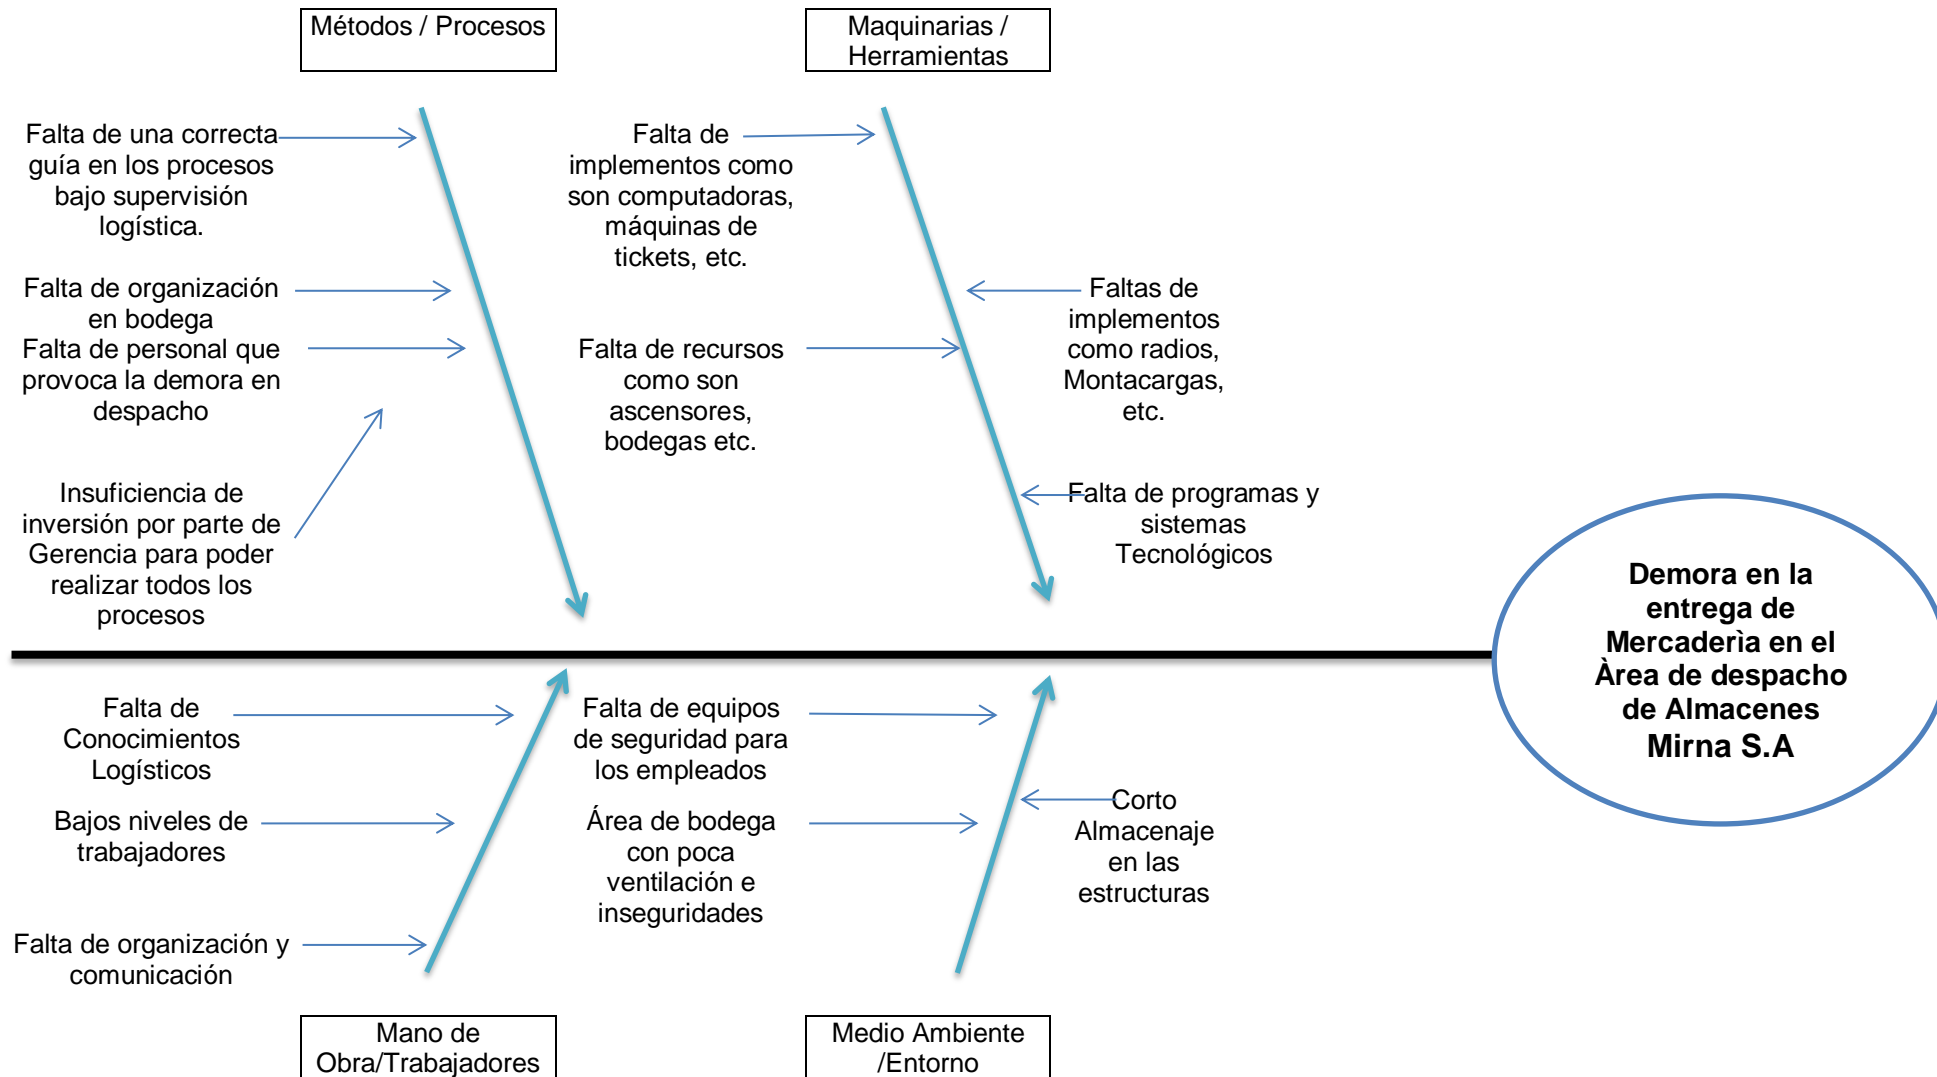 Métodos / Procesos
Maquinarias /
Herramientas
Falta de una correcta
guía en los procesos
bajo supervisión
logística.
Falta de organización
en bodega
Falta de personal que
provoca la demora en
despacho
Insuficiencia de
inversión por parte de
Gerencia para poder
realizar todos los
procesos
Falta de
implementos como
son computadoras,
máquinas de
tickets, etc.
Falta de recursos
como son
ascensores,
bodegas etc.
Faltas de
implementos
como radios,
Montacargas,
etc.
Falta de programas y
sistemas
Tecnológicos
Demora en la
entrega de
Mercaderìa en el
Àrea de despacho
de Almacenes
Mirna S.A
Falta de
Conocimientos
Logísticos
Bajos niveles de
trabajadores
Falta de organización y
comunicación
Falta de equipos
de seguridad para
los empleados
Área de bodega
con poca
ventilación e
inseguridades
Corto
Almacenaje
en las
estructuras
Mano de
Obra/Trabajadores
Medio Ambiente
/Entorno